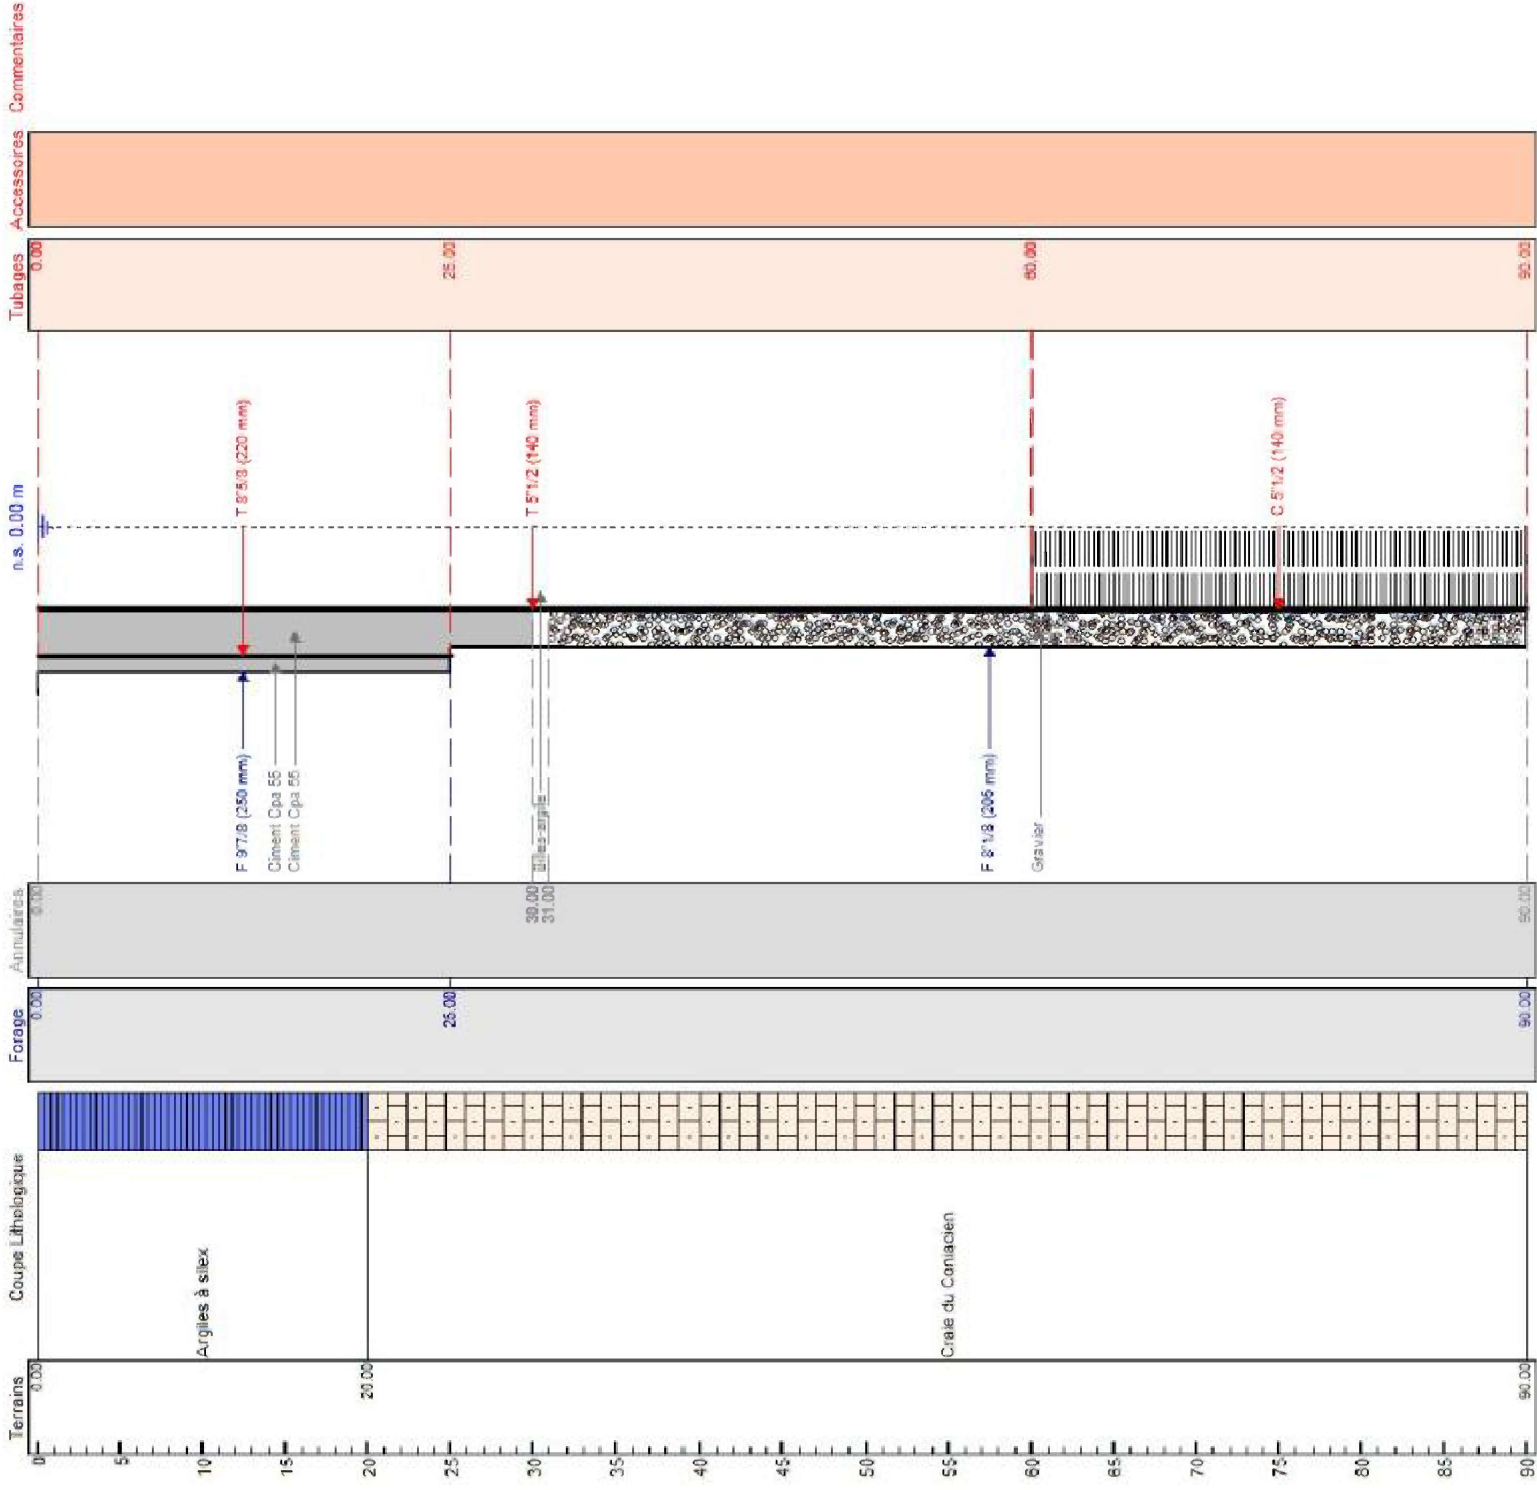 Terrains
Coupe Lithologique
Forage
Annulaires
n.s. 0.00 m
Tubages
Accessoires
Commentaires
0
5
10
15
20
25
30
35
40
45
50
55
60
65
70
75
80
85
90
0.00
20.00
90.00
Argiles à silex
Craie du Coniacien
0.00
25.00
90.00
0.00
30.00
31.00
90.00
F 9"7/8 (250 mm)
Ciment Cpa 55
Ciment Cpa 55
F 8"1/8 (206 mm)
Gravier
T 8"5/8 (220 mm)
T 5"1/2 (140 mm)
C 5"1/2 (140 mm)
0.00
25.00
60.00
90.00